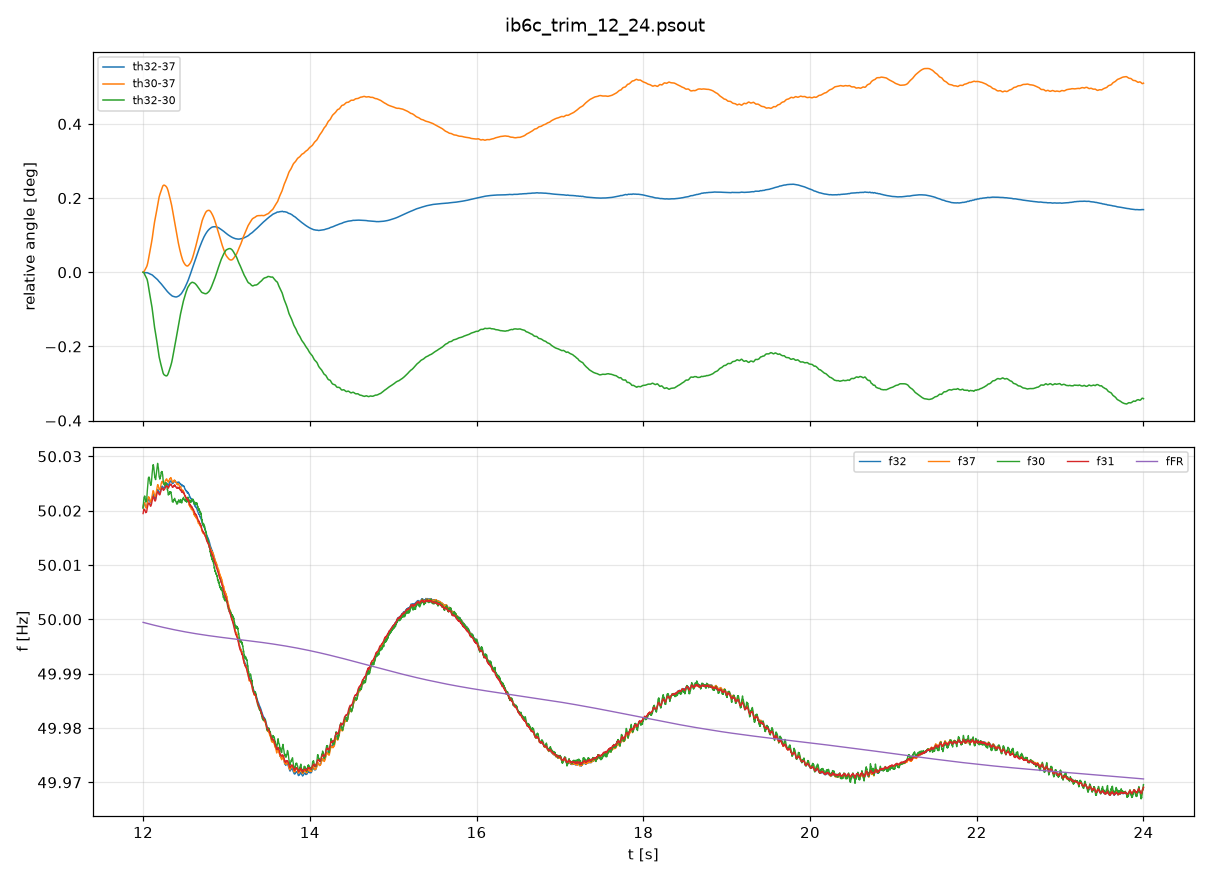 ib6c_trim_12_24.psout
th32-37
th30-37
th32-30
relative angle [deg]
0.4
0.2
0.0
−0.2
−0.4
f32 f37 f30 f31 fFR
f [Hz]
50.03
50.02
50.01
50.00
49.99
49.98
49.97
12 14 16 18 20 22 24
t [s]